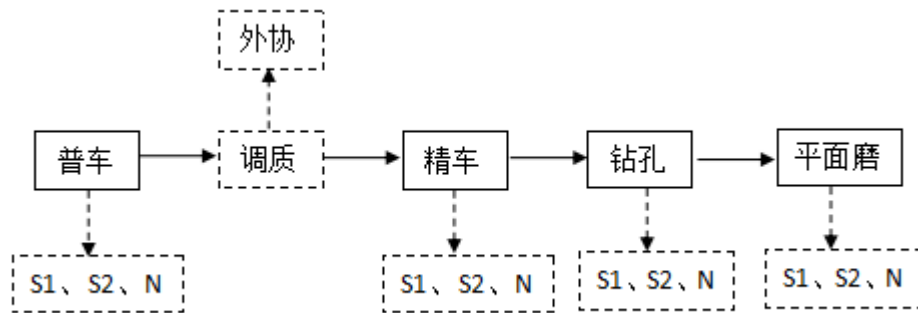 外协
普车
调质
精车
钻孔
平面磨
S1、S2、N
S1、S2、N
S1、S2、N
S1、S2、N